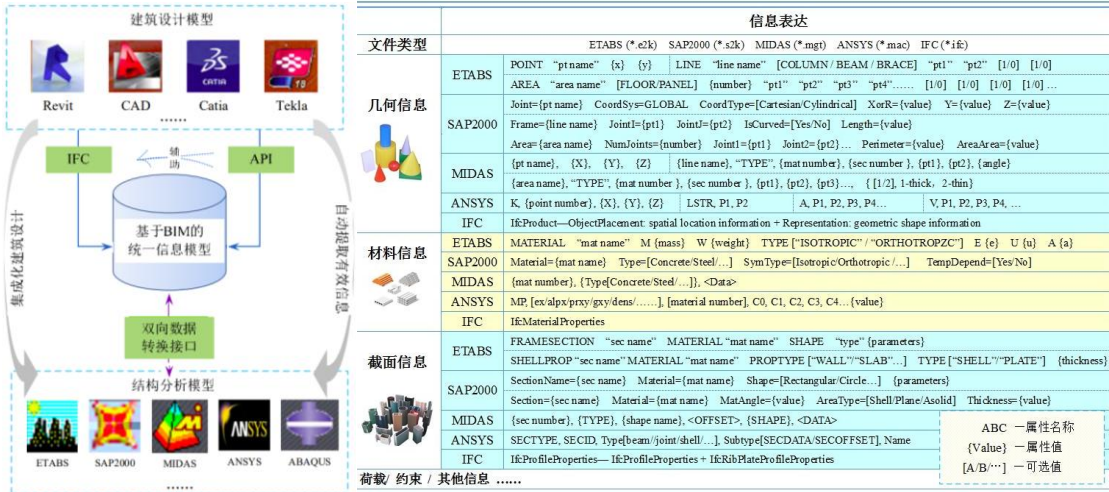 建筑设计模型
CATIA
Revit CAD Catia Tekla
……
IFC
辅助
API
基于BIM的
统一信息模型
集成化建筑设计
自动提取有效信息
双向数据
转换接口
结构分析模型
ANSYS
ETABS SAP2000 MIDAS ANSYS ABAQUS
……
信息表达
文件类型 ETABS (*.e2k) SAP2000 (*.s2k) MIDAS (*.mgt) ANSYS (*.mac) IFC (*.ifc)
几何信息
ETABS
POINT “pt name” {x} {y} LINE “line name” [COLUMN / BEAM / BRACE] “pt1” “pt2” [1/0] [1/0]
AREA “area name” [FLOOR/PANEL] {number} “pt1” “pt2” “pt3” “pt4”…… [1/0] [1/0] [1/0] [1/0] …
SAP2000
Joint={pt name} CoordSys=GLOBAL CoordType=[Cartesian/Cylindrical] XorR={value} Y={value} Z={value}
Frame={line name} JointI={pt1} JointJ={pt2} IsCurved=[Yes/No] Length={value}
Area={area name} NumJoints={number} Joint1={pt1} Joint2={pt2}… Perimeter={value} AreaArea={value}
MIDAS
{pt name}, {X}, {Y}, {Z} {line name}, “TYPE”, {mat number}, {sec number}, {pt1}, {pt2}, {angle}
{area name}, “TYPE”, {mat number}, {sec number}, {pt1}, {pt2}, {pt3}…, { [1/2], 1-thick, 2-thin}
ANSYS K, {point number}, {X}, {Y}, {Z} LSTR, P1, P2 A, P1, P2, P3, P4… V, P1, P2, P3, P4, …
IFC IfcProduct—ObjectPlacement: spatial location information + Representation: geometric shape information
材料信息
ETABS MATERIAL “mat name” M {mass} W {weight} TYPE [“ISOTROPIC” / “ORTHOTROPZC”] E {e} U {u} A {a}
SAP2000 Material={mat name} Type=[Concrete/Steel/…] SymType=[Isotropic/Orthotropic /…] TempDepend=[Yes/No]
MIDAS {mat number}, {Type[Concrete/Steel/…]}, <Data>
ANSYS MP, [ex/alpx/prxy/gxy/dens/……], [material number], C0, C1, C2, C3, C4…{value}
IFC IfcMaterialProperties
截面信息
ETABS
FRAMESECTION “sec name” MATERIAL “mat name” SHAPE “type” {parameters}
SHELLPROP “sec name” MATERIAL “mat name” PROPTYPE [“WALL”/“SLAB”…] TYPE [“SHELL”/“PLATE”] {thickness}
SAP2000
SectionName={sec name} Material={mat name} Shape=[Rectangular/Circle…] {parameters}
Section={sec name} Material={mat name} MatAngle={value} AreaType=[Shell/Plane/Asolid] Thickness={value}
MIDAS {sec number}, {TYPE}, {shape name}, <OFFSET>, {SHAPE}, <DATA>
ANSYS SECTYPE, SECID, Type[beam//joint/shell/…], Subtype[SECDATA/SECOFFSET], Name
IFC IfcProfileProperties— IfcProfileProperties + IfcRibPlateProfileProperties
荷载/ 约束 / 其他信息 ……
ABC —属性名称
{Value} —属性值
[A/B/…] —可选值